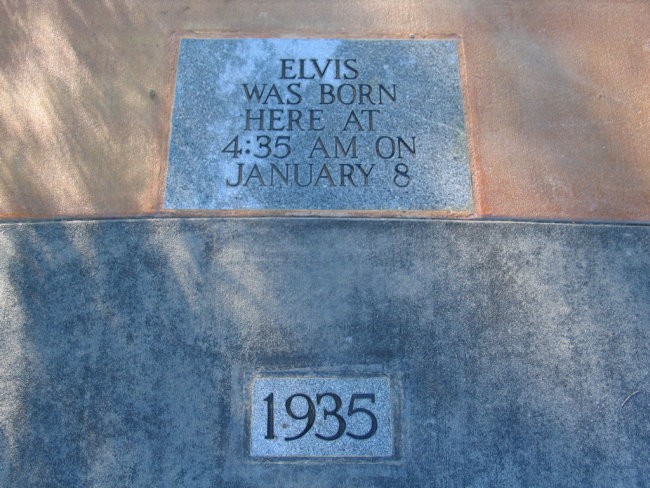 ELVIS
WAS BORN
HERE AT
4:35 AM ON
JANUARY 8
1935